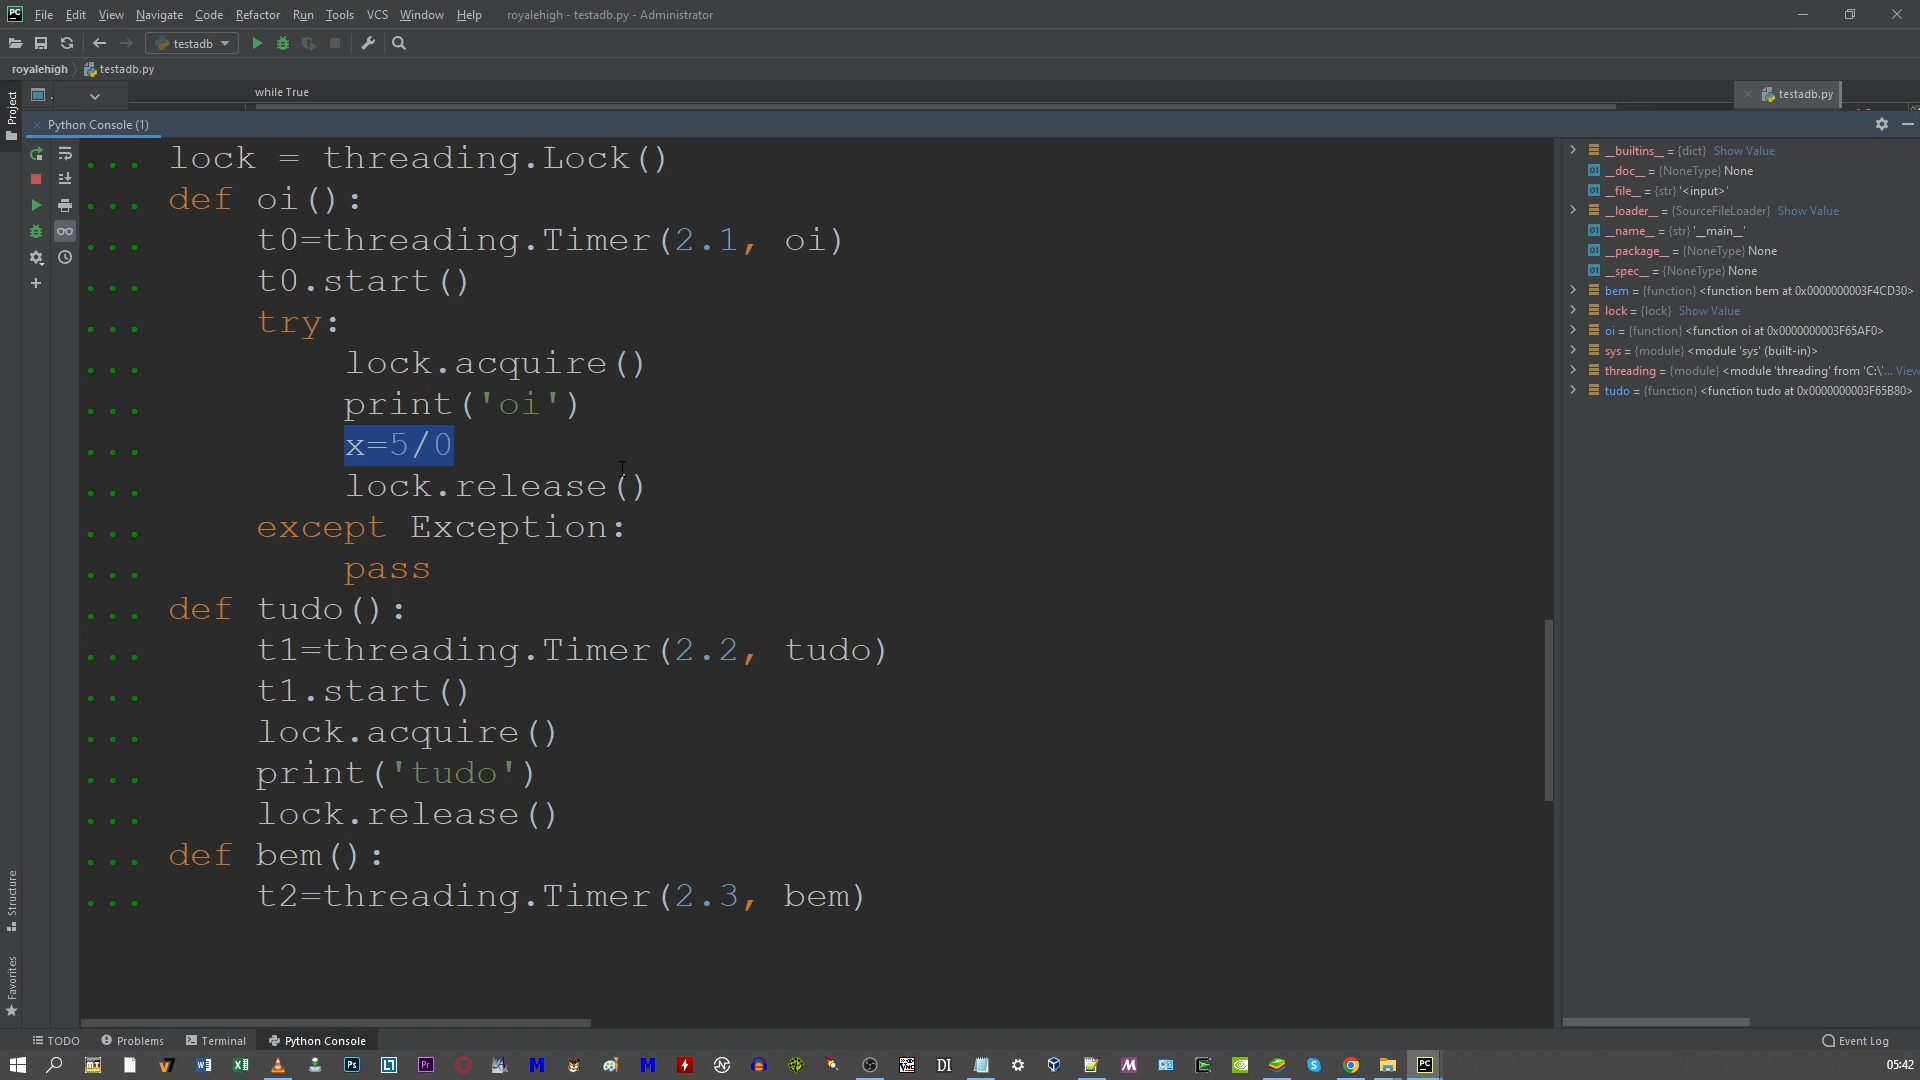 File Edit View Navigate Code Refactor Run Tools VCS Window Help royalehigh - testadb.py - Administrator
testadb
royalehigh testadb.py
while True
testadb.py
Project
Python Console (1)
... lock = threading.Lock()
... def oi():
... t0=threading.Timer(2.1, oi)
... t0.start()
... try:
... lock.acquire()
... print('oi')
... x=5/0
... lock.release()
... except Exception:
... pass
... def tudo():
... t1=threading.Timer(2.2, tudo)
... t1.start()
... lock.acquire()
... print('tudo')
... lock.release()
... def bem():
... t2=threading.Timer(2.3, bem)
__builtins__ = {dict} Show Value
__doc__ = {NoneType} None
__file__ = {str} '<input>'
__loader__ = {SourceFileLoader} Show Value
__name__ = {str} '__main__'
__package__ = {NoneType} None
__spec__ = {NoneType} None
bem = {function} <function bem at 0x0000000003F4CD30>
lock = {lock} Show Value
oi = {function} <function oi at 0x0000000003F65AF0>
sys = {module} <module 'sys' (built-in)>
threading = {module} <module 'threading' from 'C:\'... View
tudo = {function} <function tudo at 0x0000000003F65B80>
Structure
Favorites
TODO Problems Terminal Python Console Event Log
05:42